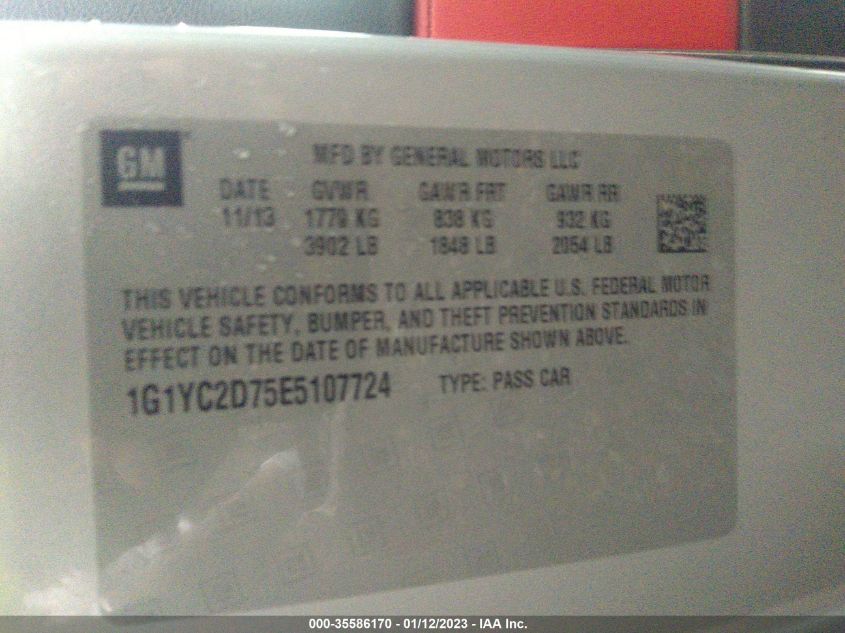 GM
MFD BY GENERAL MOTORS LLC
DATE GVWR GAWR FRT GAWR RR
11/13 1770 KG 838 KG 932 KG
3902 LB 1848 LB 2054 LB
THIS VEHICLE CONFORMS TO ALL APPLICABLE U.S. FEDERAL MOTOR
VEHICLE SAFETY, BUMPER, AND THEFT PREVENTION STANDARDS IN
EFFECT ON THE DATE OF MANUFACTURE SHOWN ABOVE.
1G1YC2D75E5107724 TYPE: PASS CAR
000-35586170 - 01/12/2023 - IAA Inc.